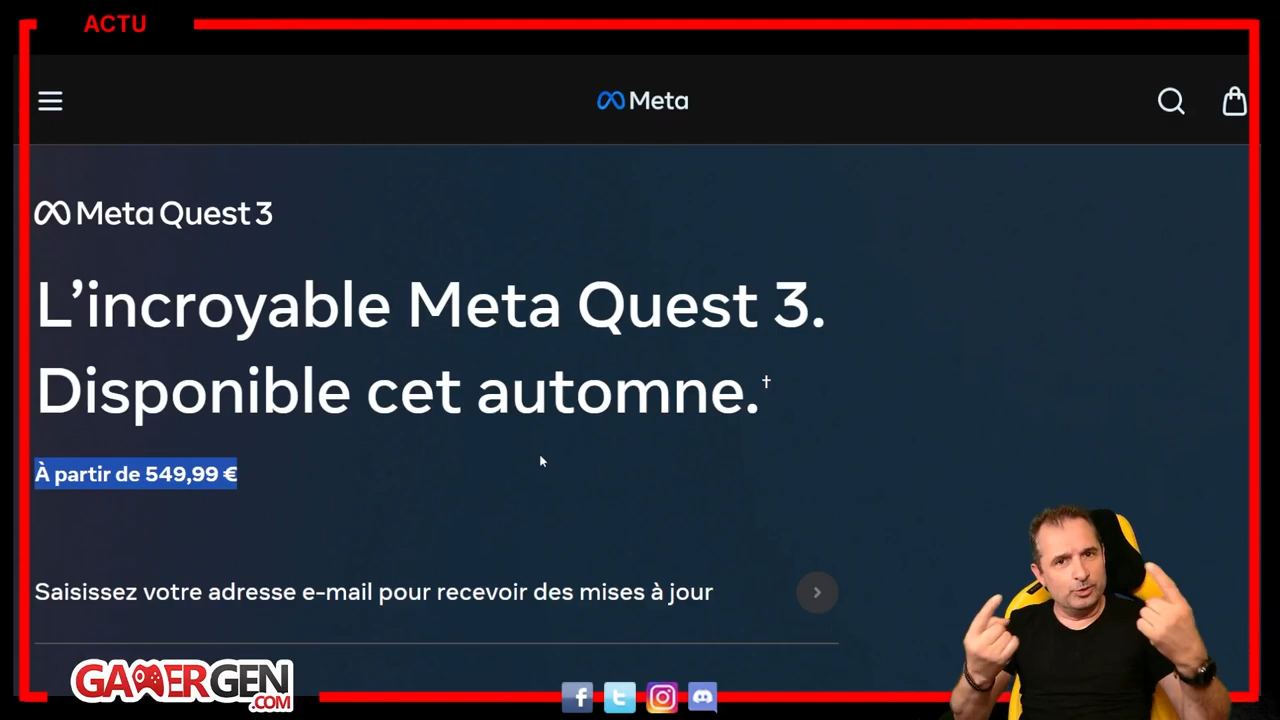 ACTU
Meta
Meta Quest 3
L’incroyable Meta Quest 3.
Disponible cet automne.†
À partir de 549,99 €
Saisissez votre adresse e-mail pour recevoir des mises à jour
GAMERGEN
.COM